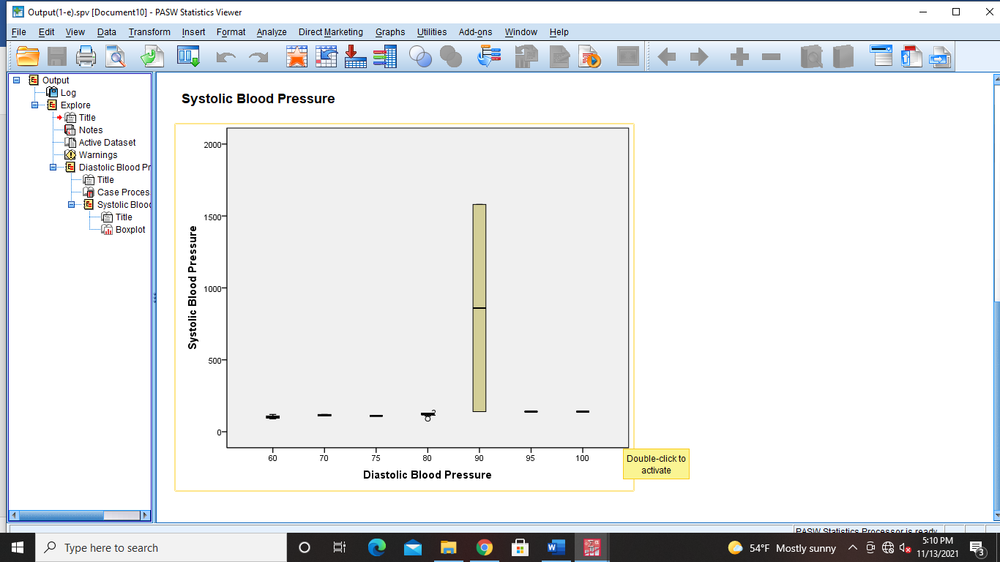 Output(1-e).spv [Document10] - PASW Statistics Viewer
File Edit View Data Transform Insert Format Analyze Direct Marketing Graphs Utilities Add-ons Window Help
Output
Log
Explore
Title
Notes
Active Dataset
Warnings
Diastolic Blood Pr
Title
Case Proces
Systolic Blood
Title
Boxplot
Systolic Blood Pressure
2000
1500
1000
500
0
Systolic Blood Pressure
2
60 70 75 80 90 95 100
Diastolic Blood Pressure
Double-click to
activate
PASW Statistics Processor is ready
Type here to search
54°F Mostly sunny
5:10 PM
11/13/2021
3